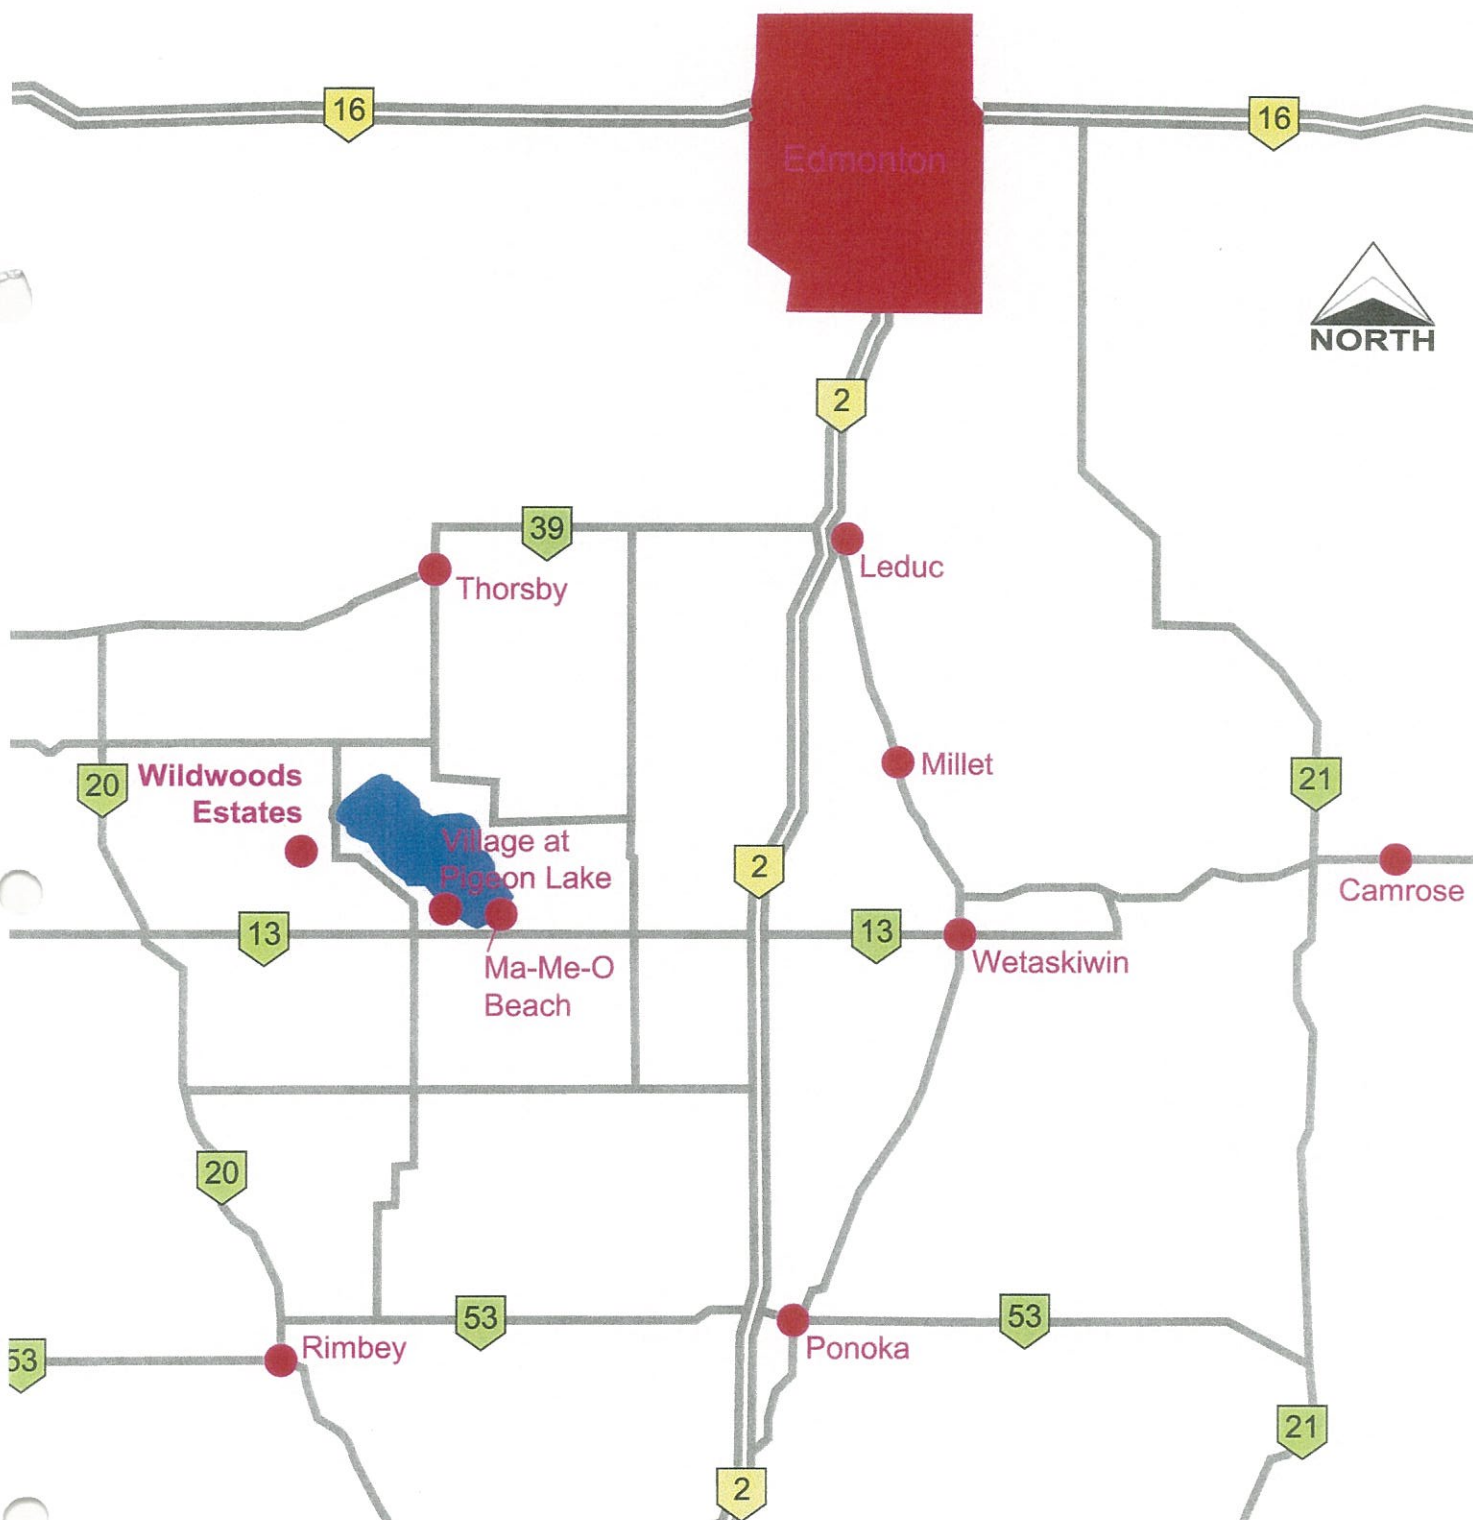 16
16
Edmonton
NORTH
2
39
Leduc
Thorsby
Millet
20
Wildwoods
Estates
21
Village at
Pigeon Lake
2
Camrose
13
13
Wetaskiwin
Ma-Me-O
Beach
20
53
53
Rimbey
Ponoka
53
21
2